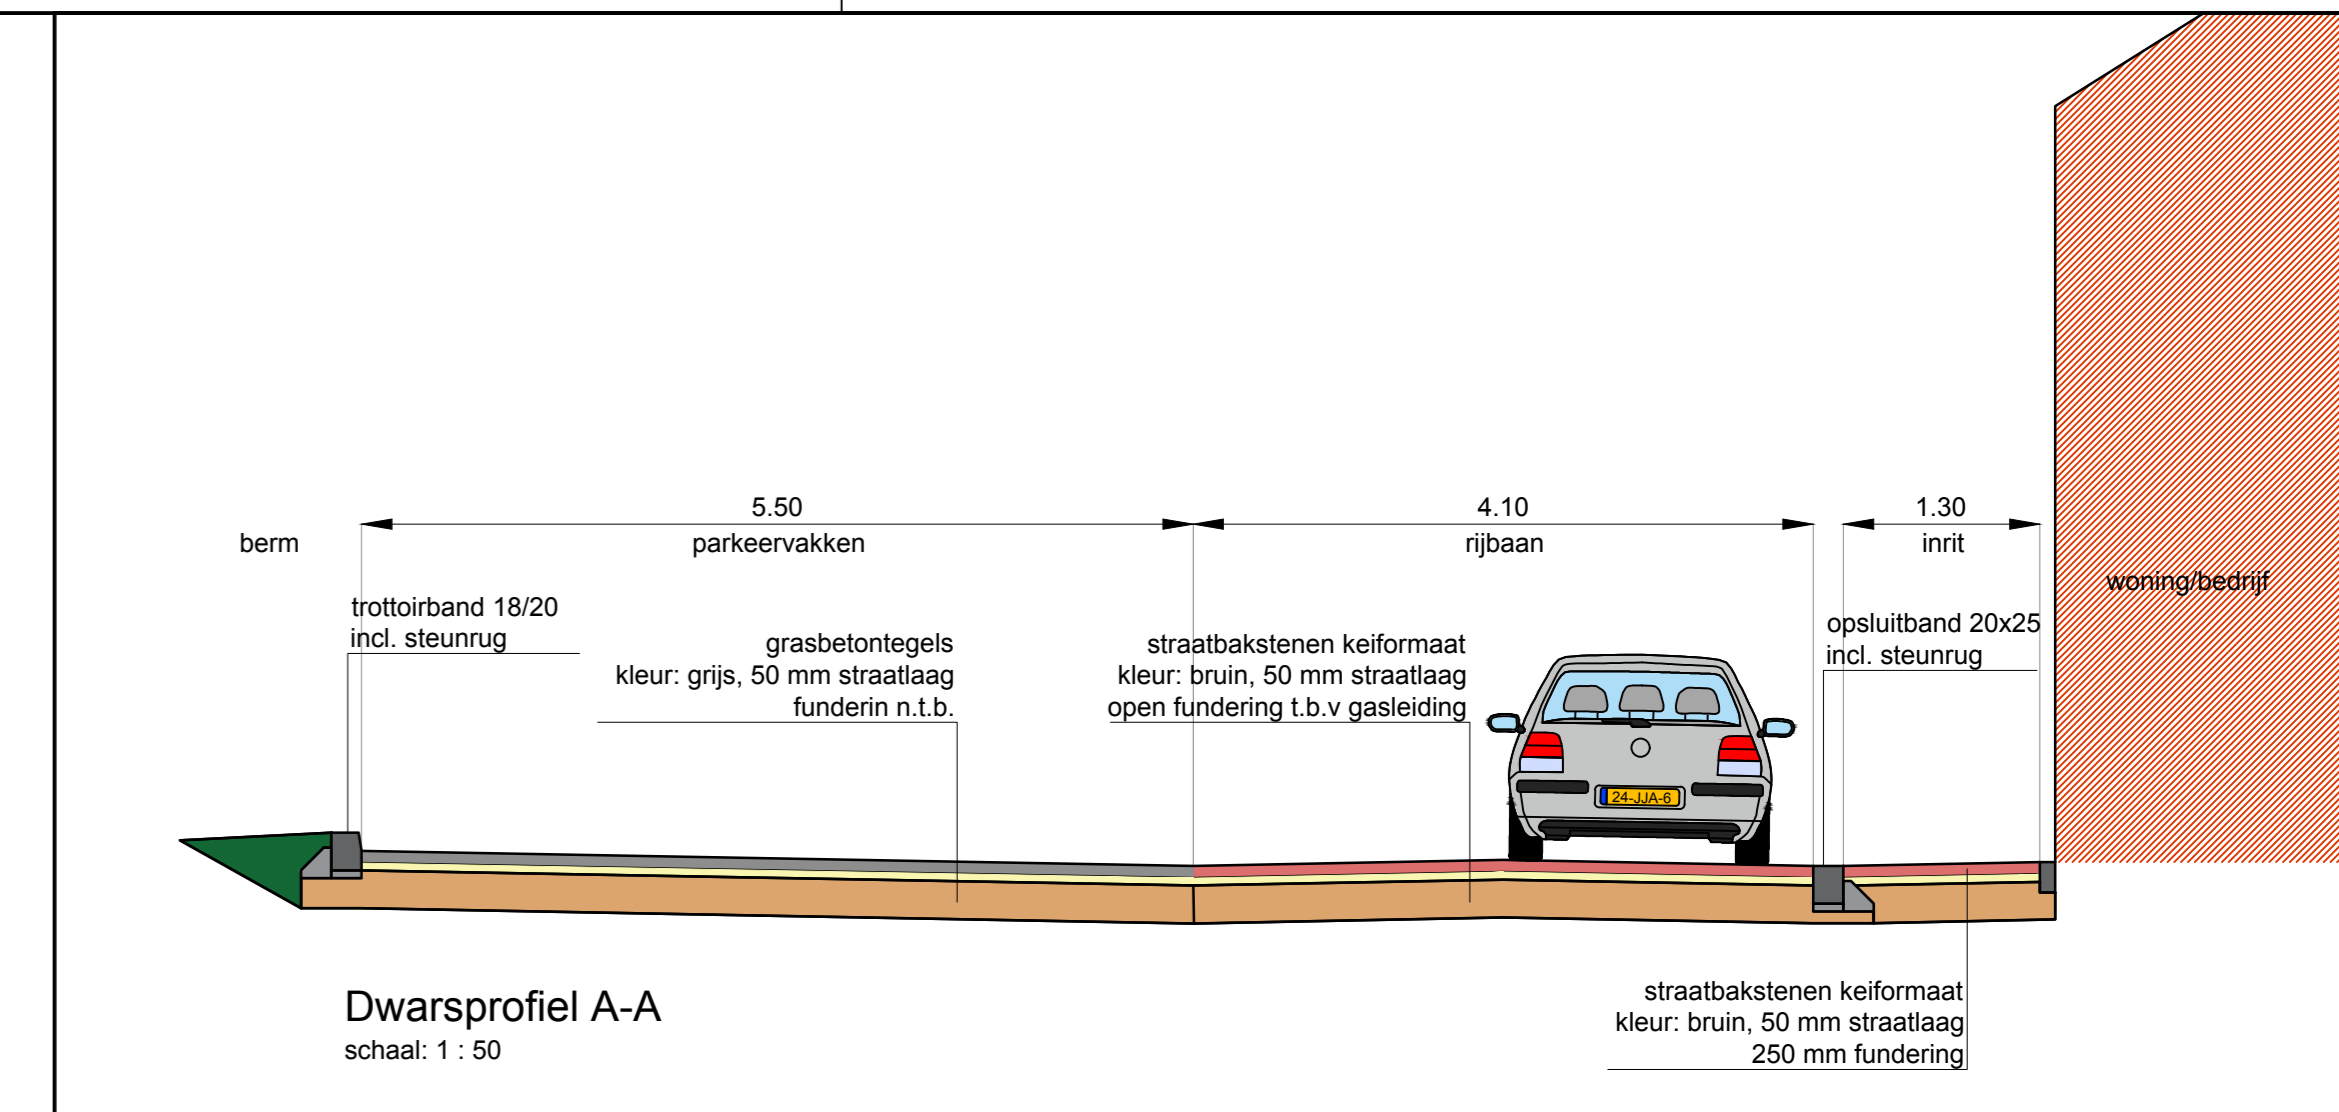 5.50
4.10
1.30
berm
parkeervakken
rijbaan
inrit
woning/bedrijf
trottoirband 18/20
incl. steunrug
grasbetontegels
kleur: grijs, 50 mm straatlaag
funderin n.t.b.
straatbakstenen keiformaat
kleur: bruin, 50 mm straatlaag
open fundering t.b.v gasleiding
opsluitband 20x25
incl. steunrug
24-JJA-6
Dwarsprofiel A-A
schaal: 1 : 50
straatbakstenen keiformaat
kleur: bruin, 50 mm straatlaag
250 mm fundering